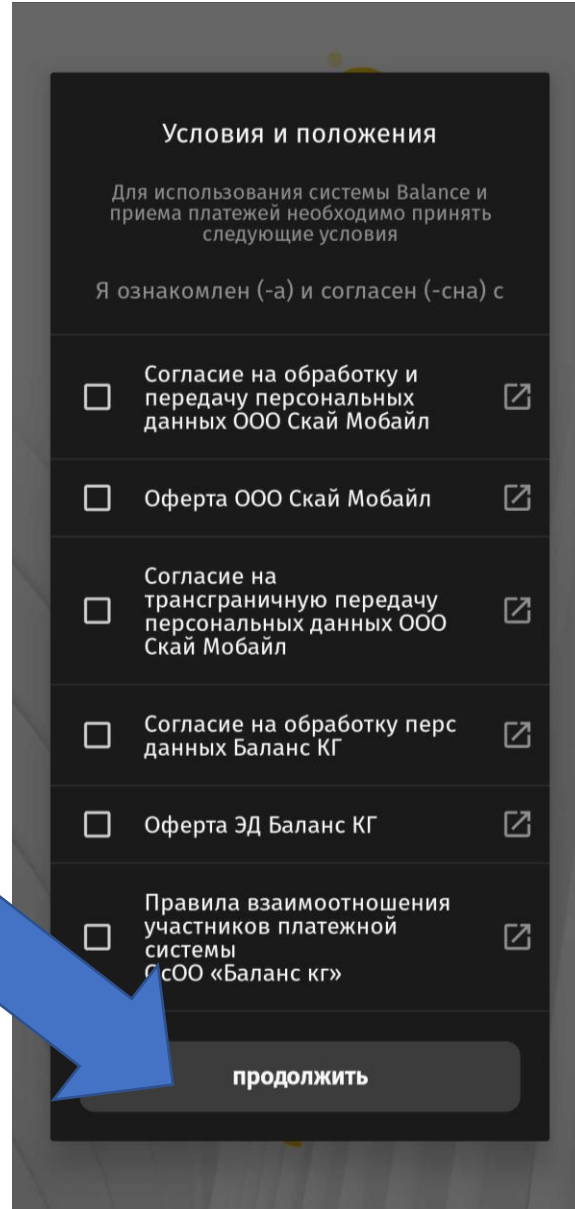 Условия и положения
Для использования системы Balance и
приема платежей необходимо принять
следующие условия
Я ознакомлен (-а) и согласен (-сна) с
Согласие на обработку и
передачу персональных
данных ООО Скай Мобайл
Оферта ООО Скай Мобайл
Согласие на
трансграничную передачу
персональных данных ООО
Скай Мобайл
Согласие на обработку перс
данных Баланс КГ
Оферта ЭД Баланс КГ
Правила взаимоотношения
участников платежной
системы
ОсОО «Баланс кг»
продолжить